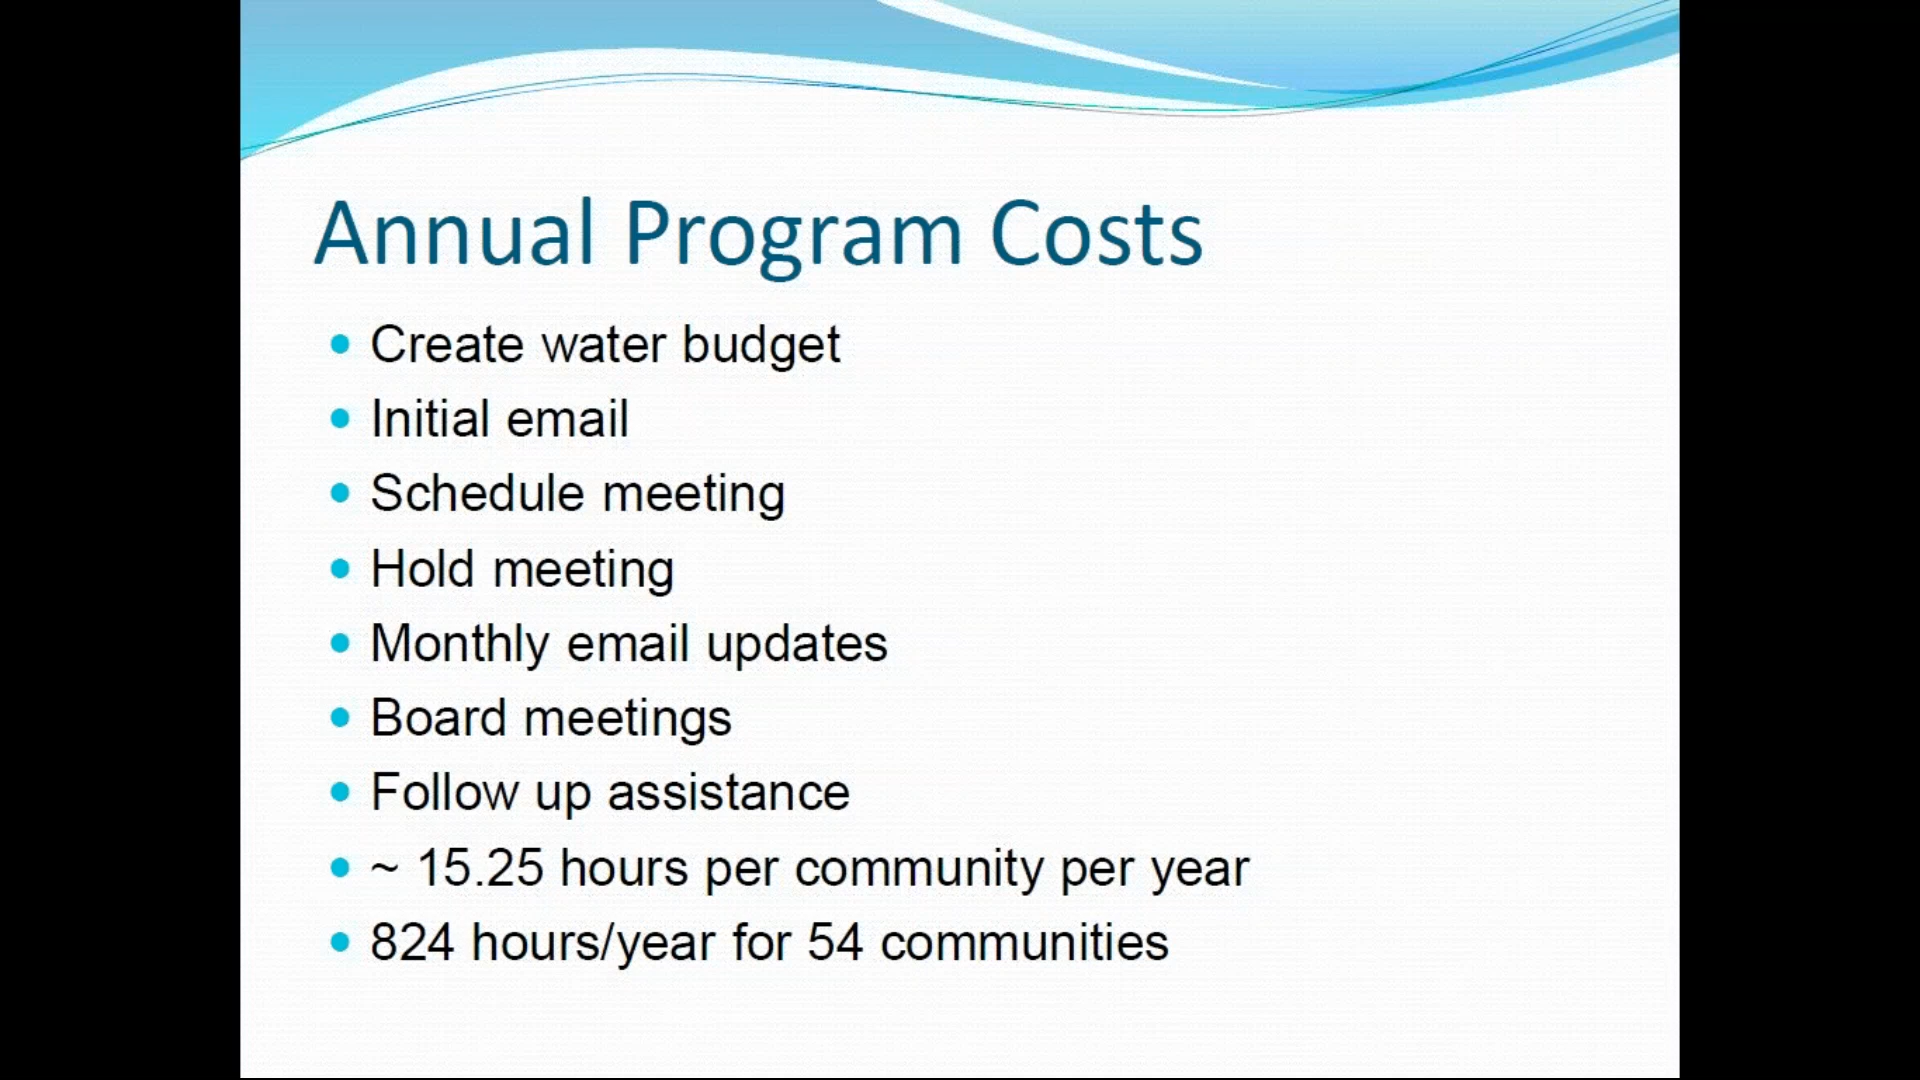 Annual Program Costs
• Create water budget
• Initial email
• Schedule meeting
• Hold meeting
• Monthly email updates
• Board meetings
• Follow up assistance
• ~ 15.25 hours per community per year
• 824 hours/year for 54 communities